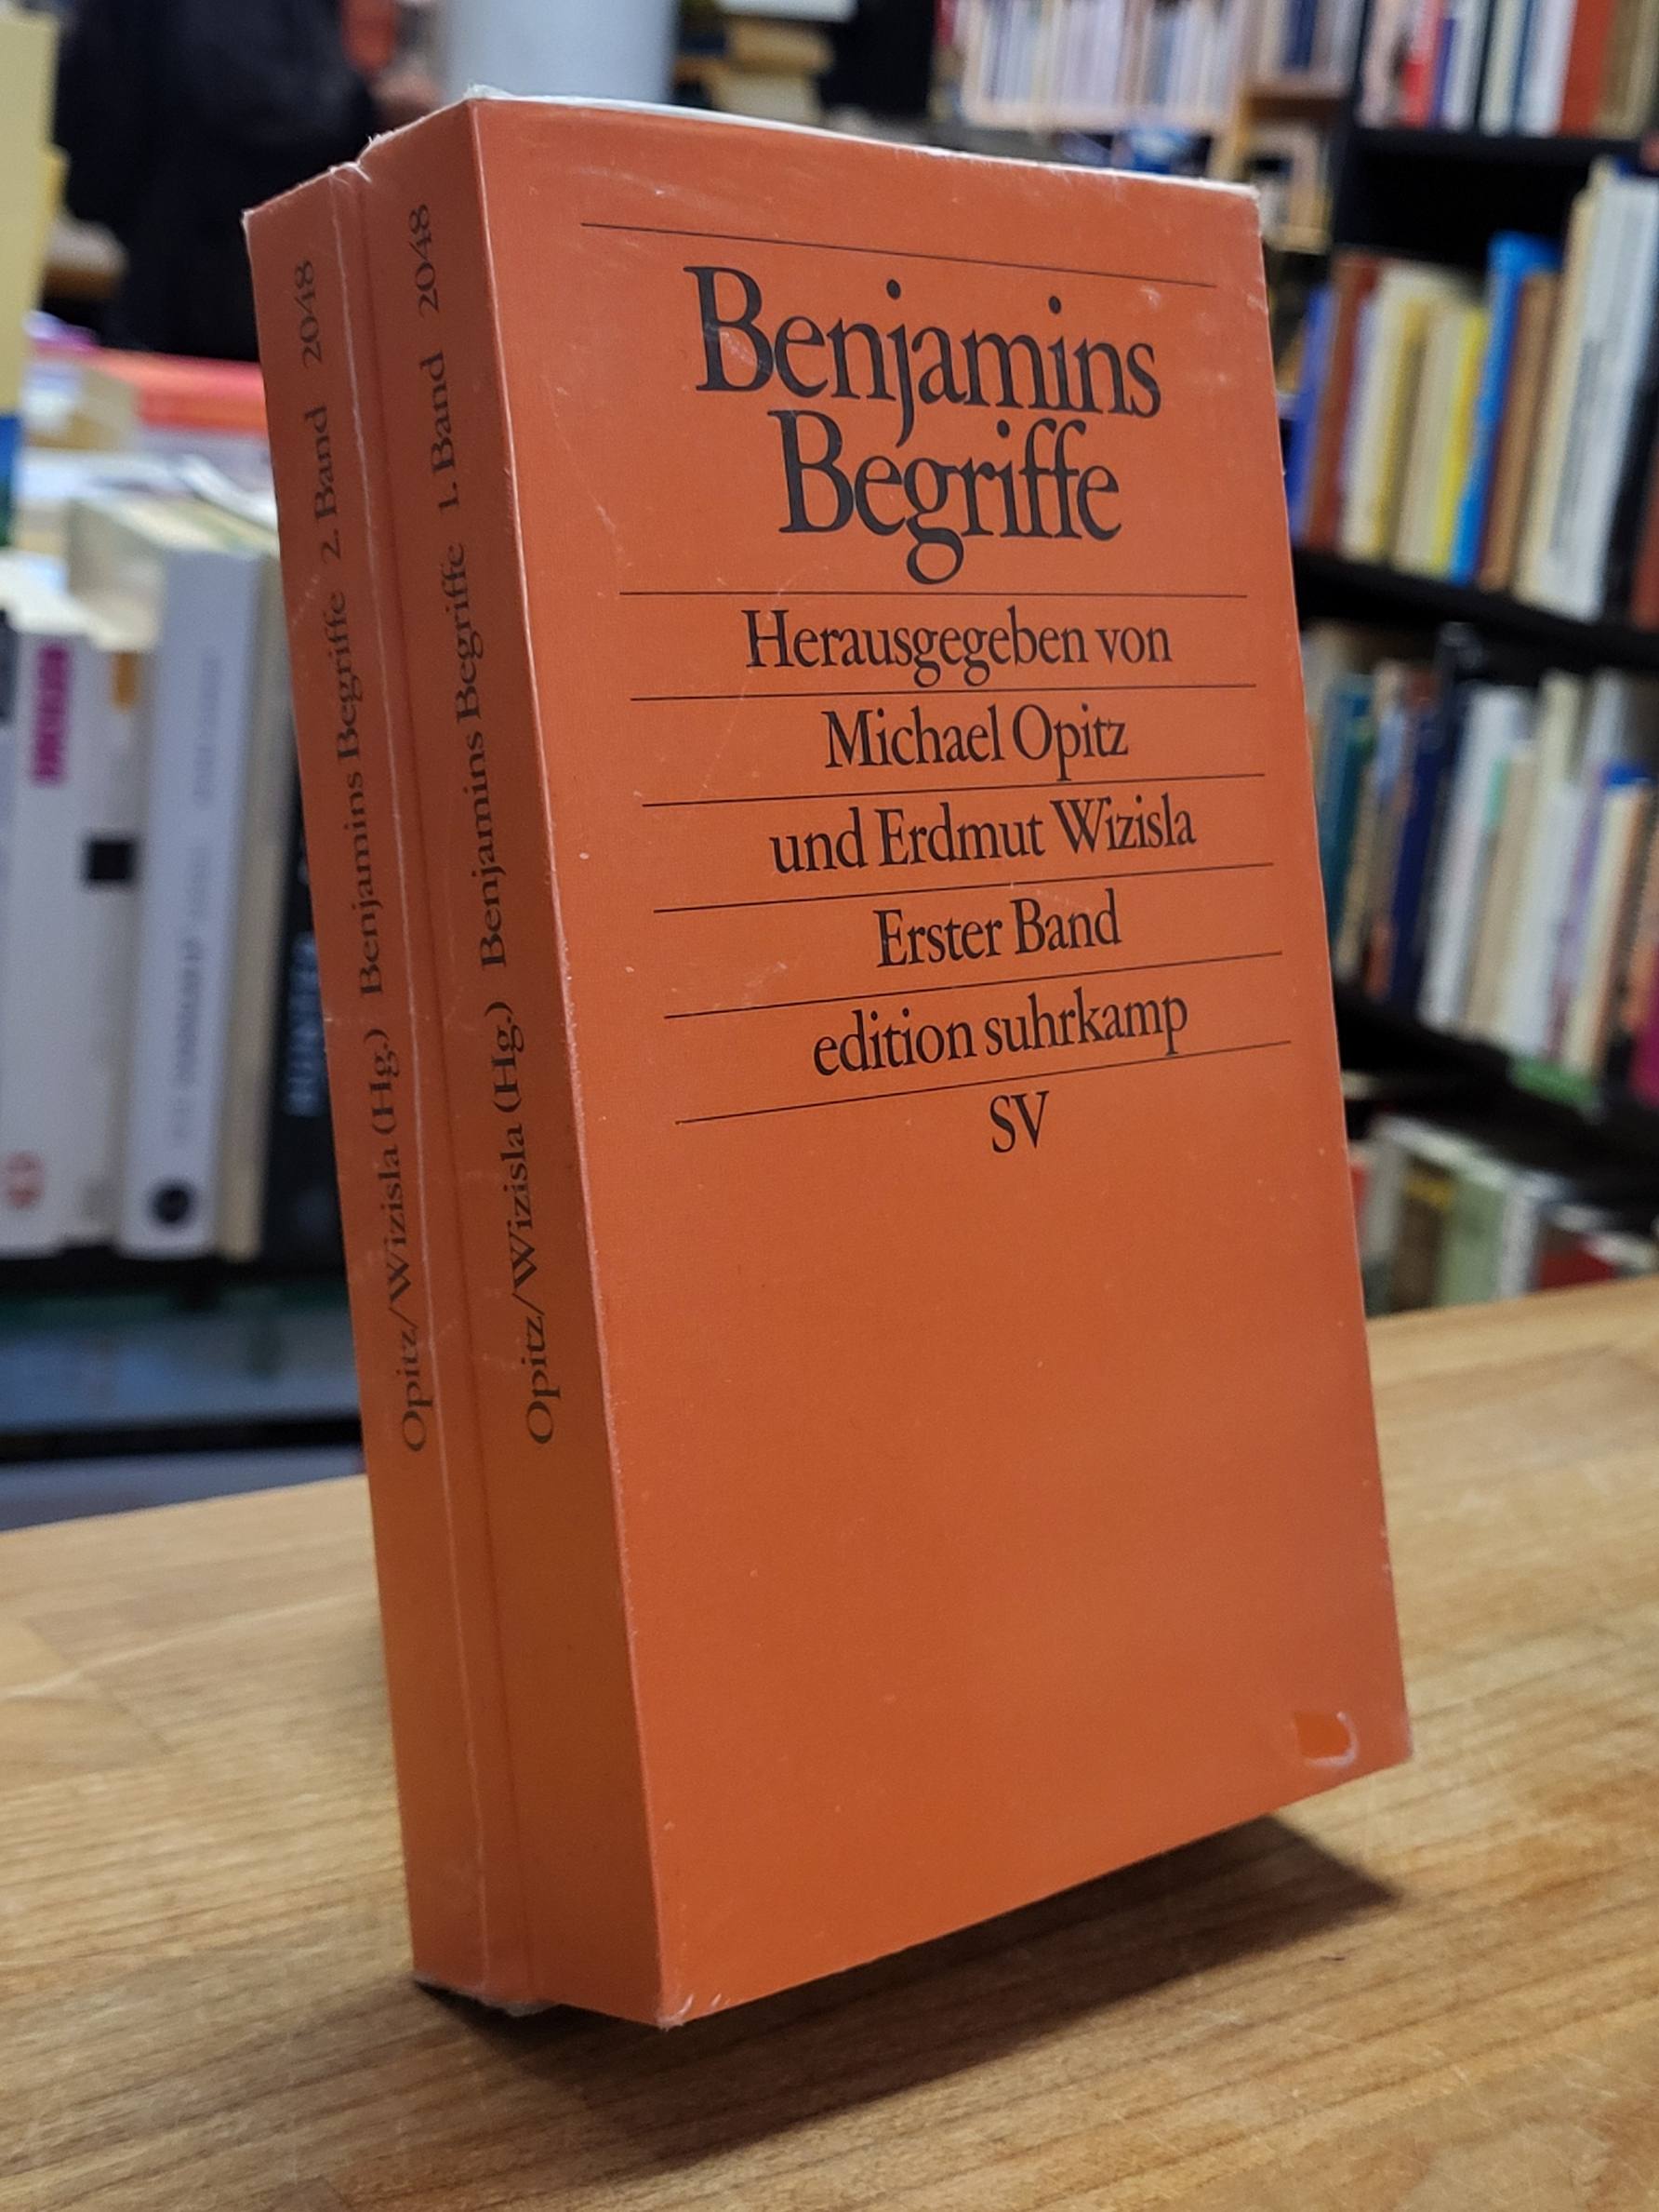 Benjamins
Begriffe
Herausgegeben von
Michael Opitz
und Erdmut Wizisla
Erster Band
edition suhrkamp
SV
Opitz/Wizisla (Hg.) Benjamins Begriffe 1. Band 2048
Opitz/Wizisla (Hg.) Benjamins Begriffe 2. Band 2048